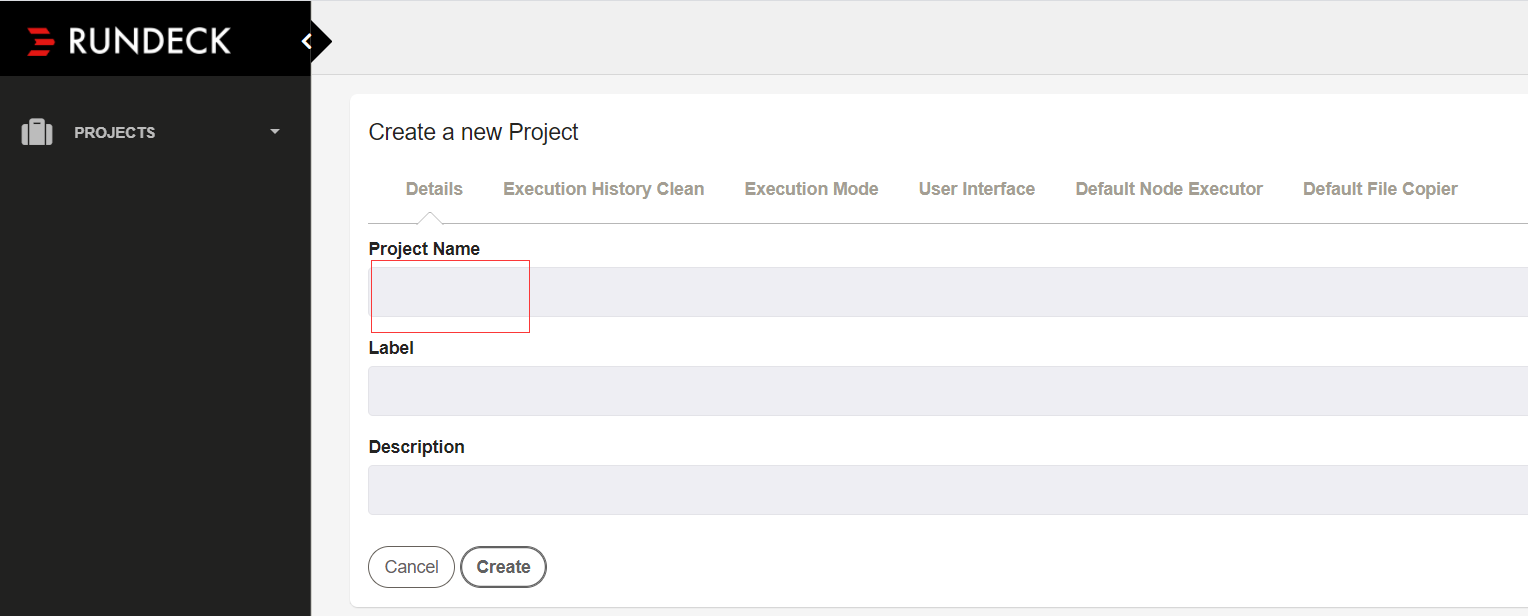 RUNDECK
PROJECTS
Create a new Project
Details Execution History Clean Execution Mode User Interface Default Node Executor Default File Copier
Project Name
Label
Description
Cancel Create